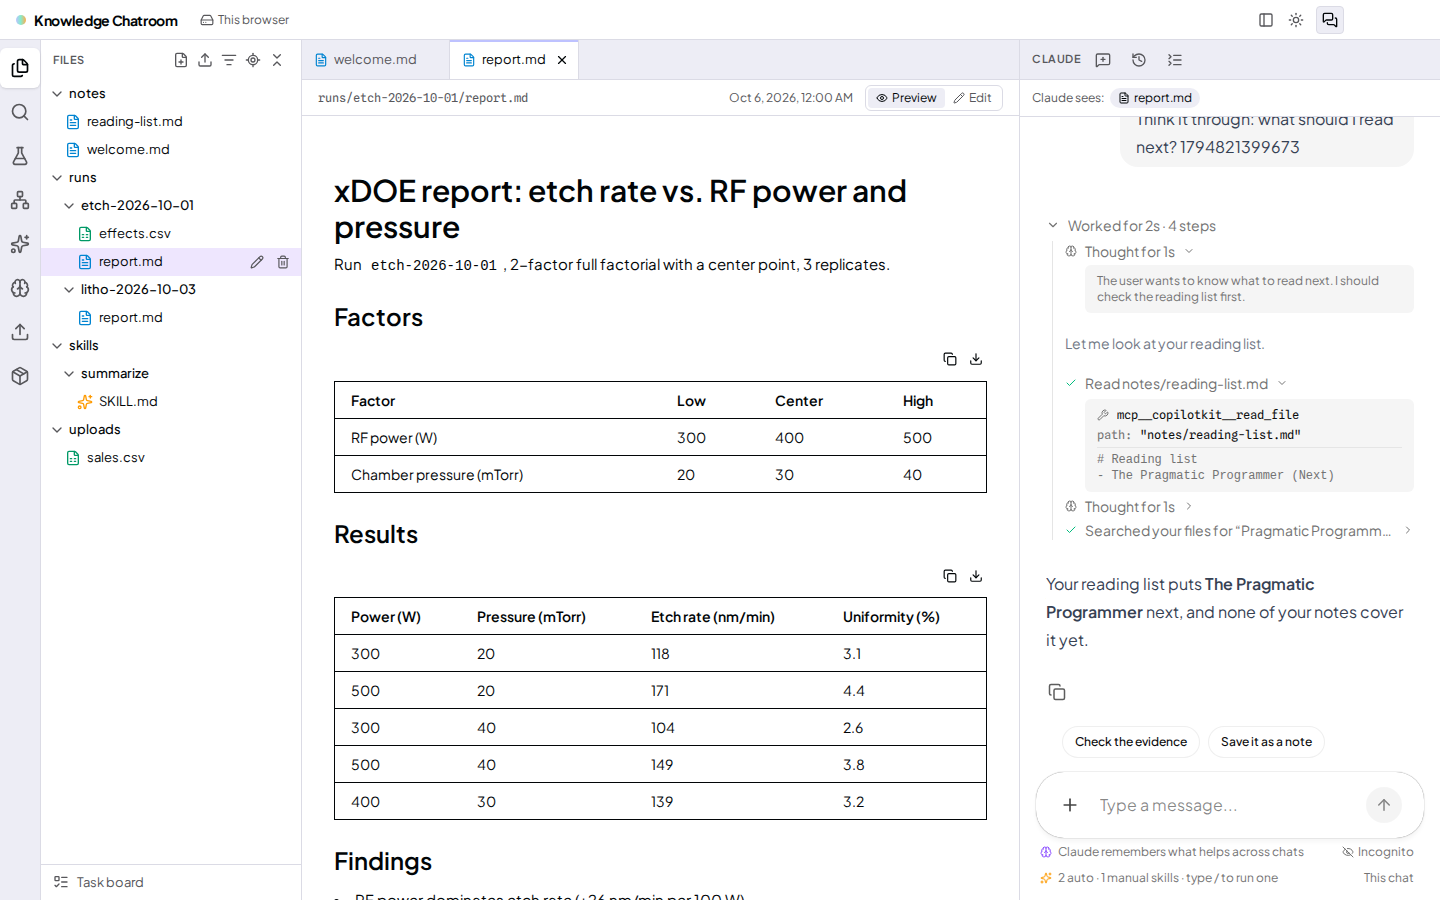 Knowledge Chatroom
This browser
FILES
notes
reading-list.md
welcome.md
runs
etch-2026-10-01
effects.csv
report.md
litho-2026-10-03
report.md
skills
summarize
SKILL.md
uploads
sales.csv
Task board
welcome.md
report.md
runs/etch-2026-10-01/report.md
Oct 6, 2026, 12:00 AM
Preview
Edit
xDOE report: etch rate vs. RF power and
pressure
Run etch-2026-10-01 , 2-factor full factorial with a center point, 3 replicates.
Factors
Factor Low Center High
RF power (W) 300 400 500
Chamber pressure (mTorr) 20 30 40
Results
Power (W) Pressure (mTorr) Etch rate (nm/min) Uniformity (%)
300 20 118 3.1
500 20 171 4.4
300 40 104 2.6
500 40 149 3.8
400 30 139 3.2
Findings
RF power dominates etch rate (+26 nm/min per 100 W)
CLAUDE
Claude sees: report.md
Think it through: what should I read
next? 1794821399673
Worked for 2s · 4 steps
Thought for 1s
The user wants to know what to read next. I should
check the reading list first.
Let me look at your reading list.
Read notes/reading-list.md
mcp__copilotkit__read_file
path: "notes/reading-list.md"
# Reading list
- The Pragmatic Programmer (Next)
Thought for 1s
Searched your files for “Pragmatic Programm...
Your reading list puts The Pragmatic
Programmer next, and none of your notes cover
it yet.
Check the evidence
Save it as a note
Type a message...
Claude remembers what helps across chats
Incognito
2 auto · 1 manual skills · type / to run one
This chat